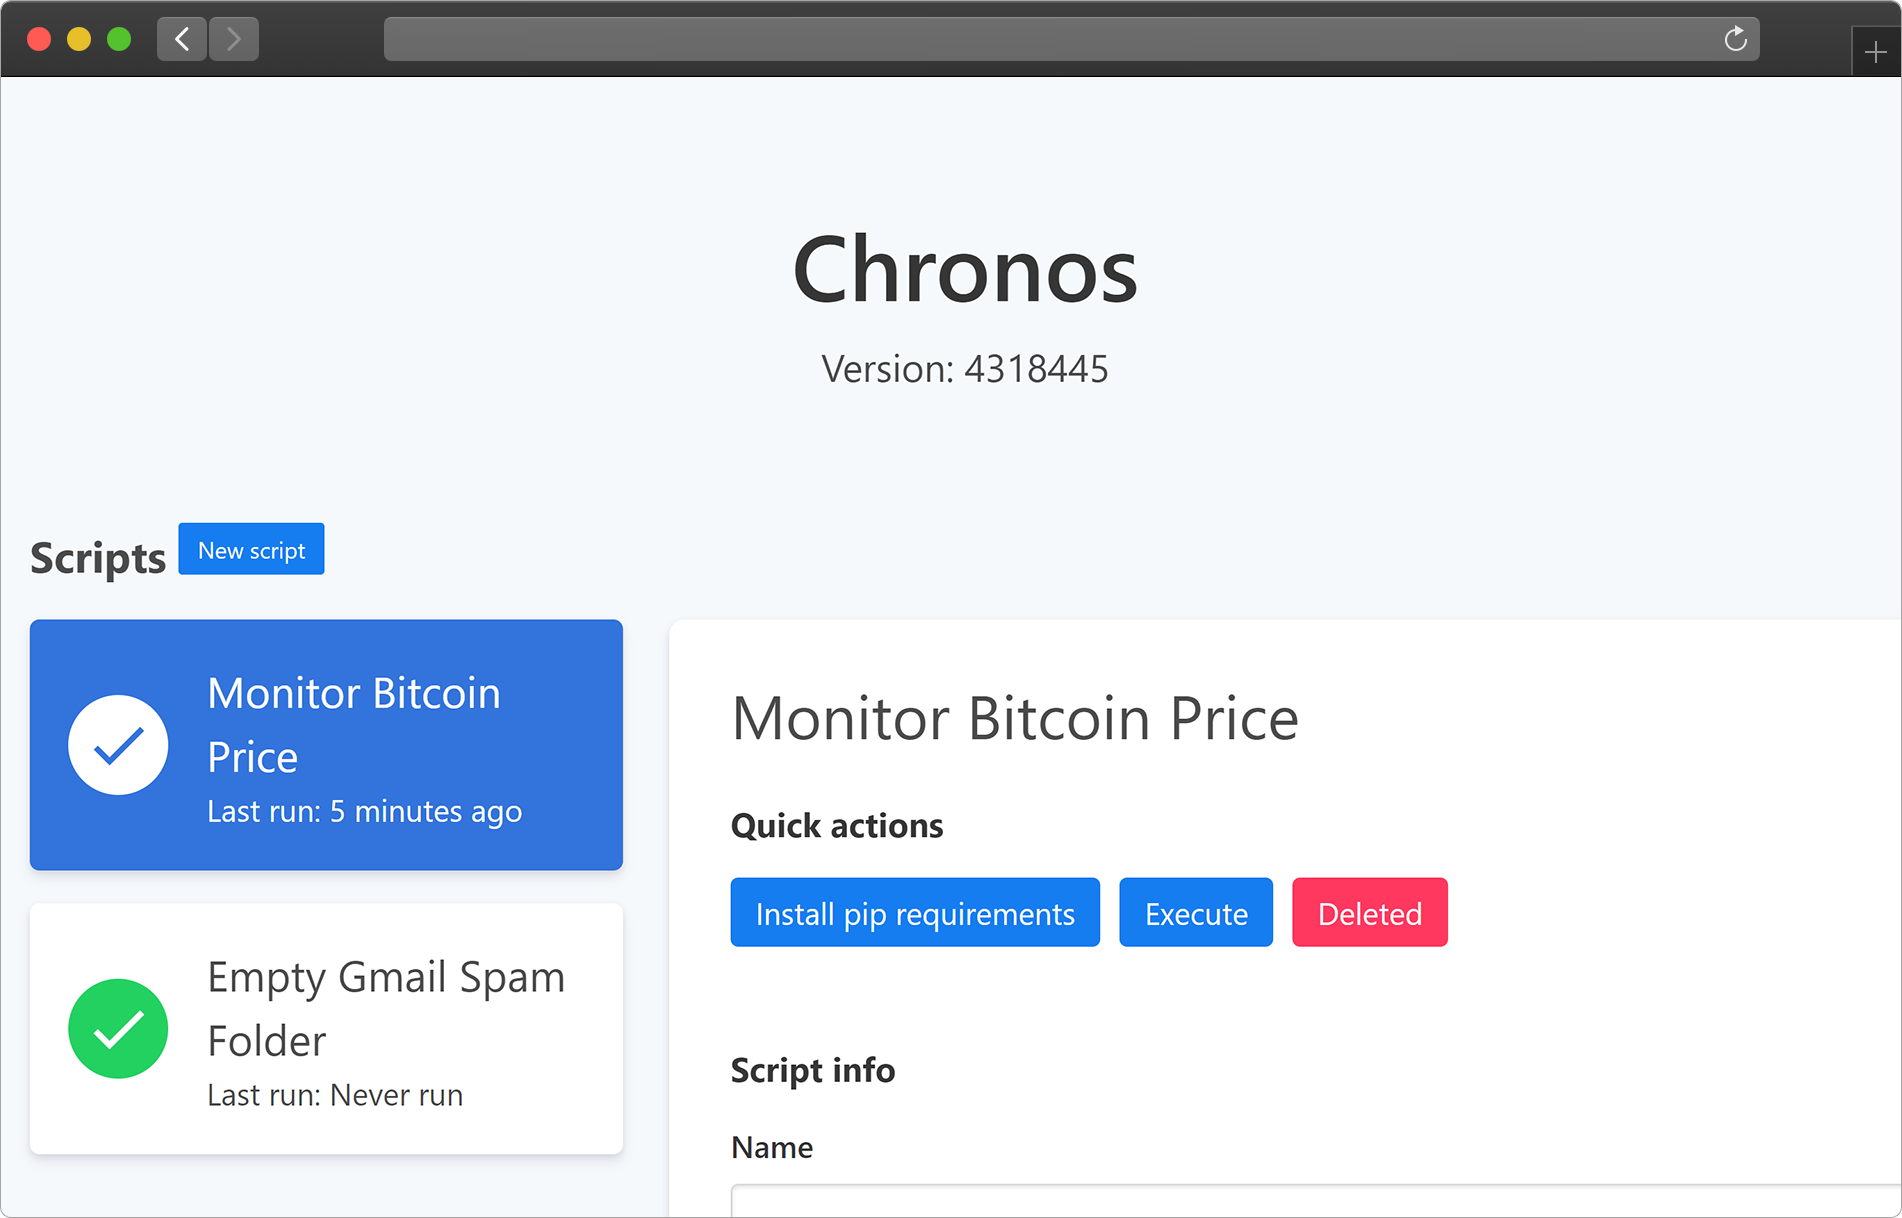 Chronos
Version: 4318445
Scripts
New script
Monitor Bitcoin
Price
Last run: 5 minutes ago
Empty Gmail Spam
Folder
Last run: Never run
Monitor Bitcoin Price
Quick actions
Install pip requirements
Execute
Deleted
Script info
Name